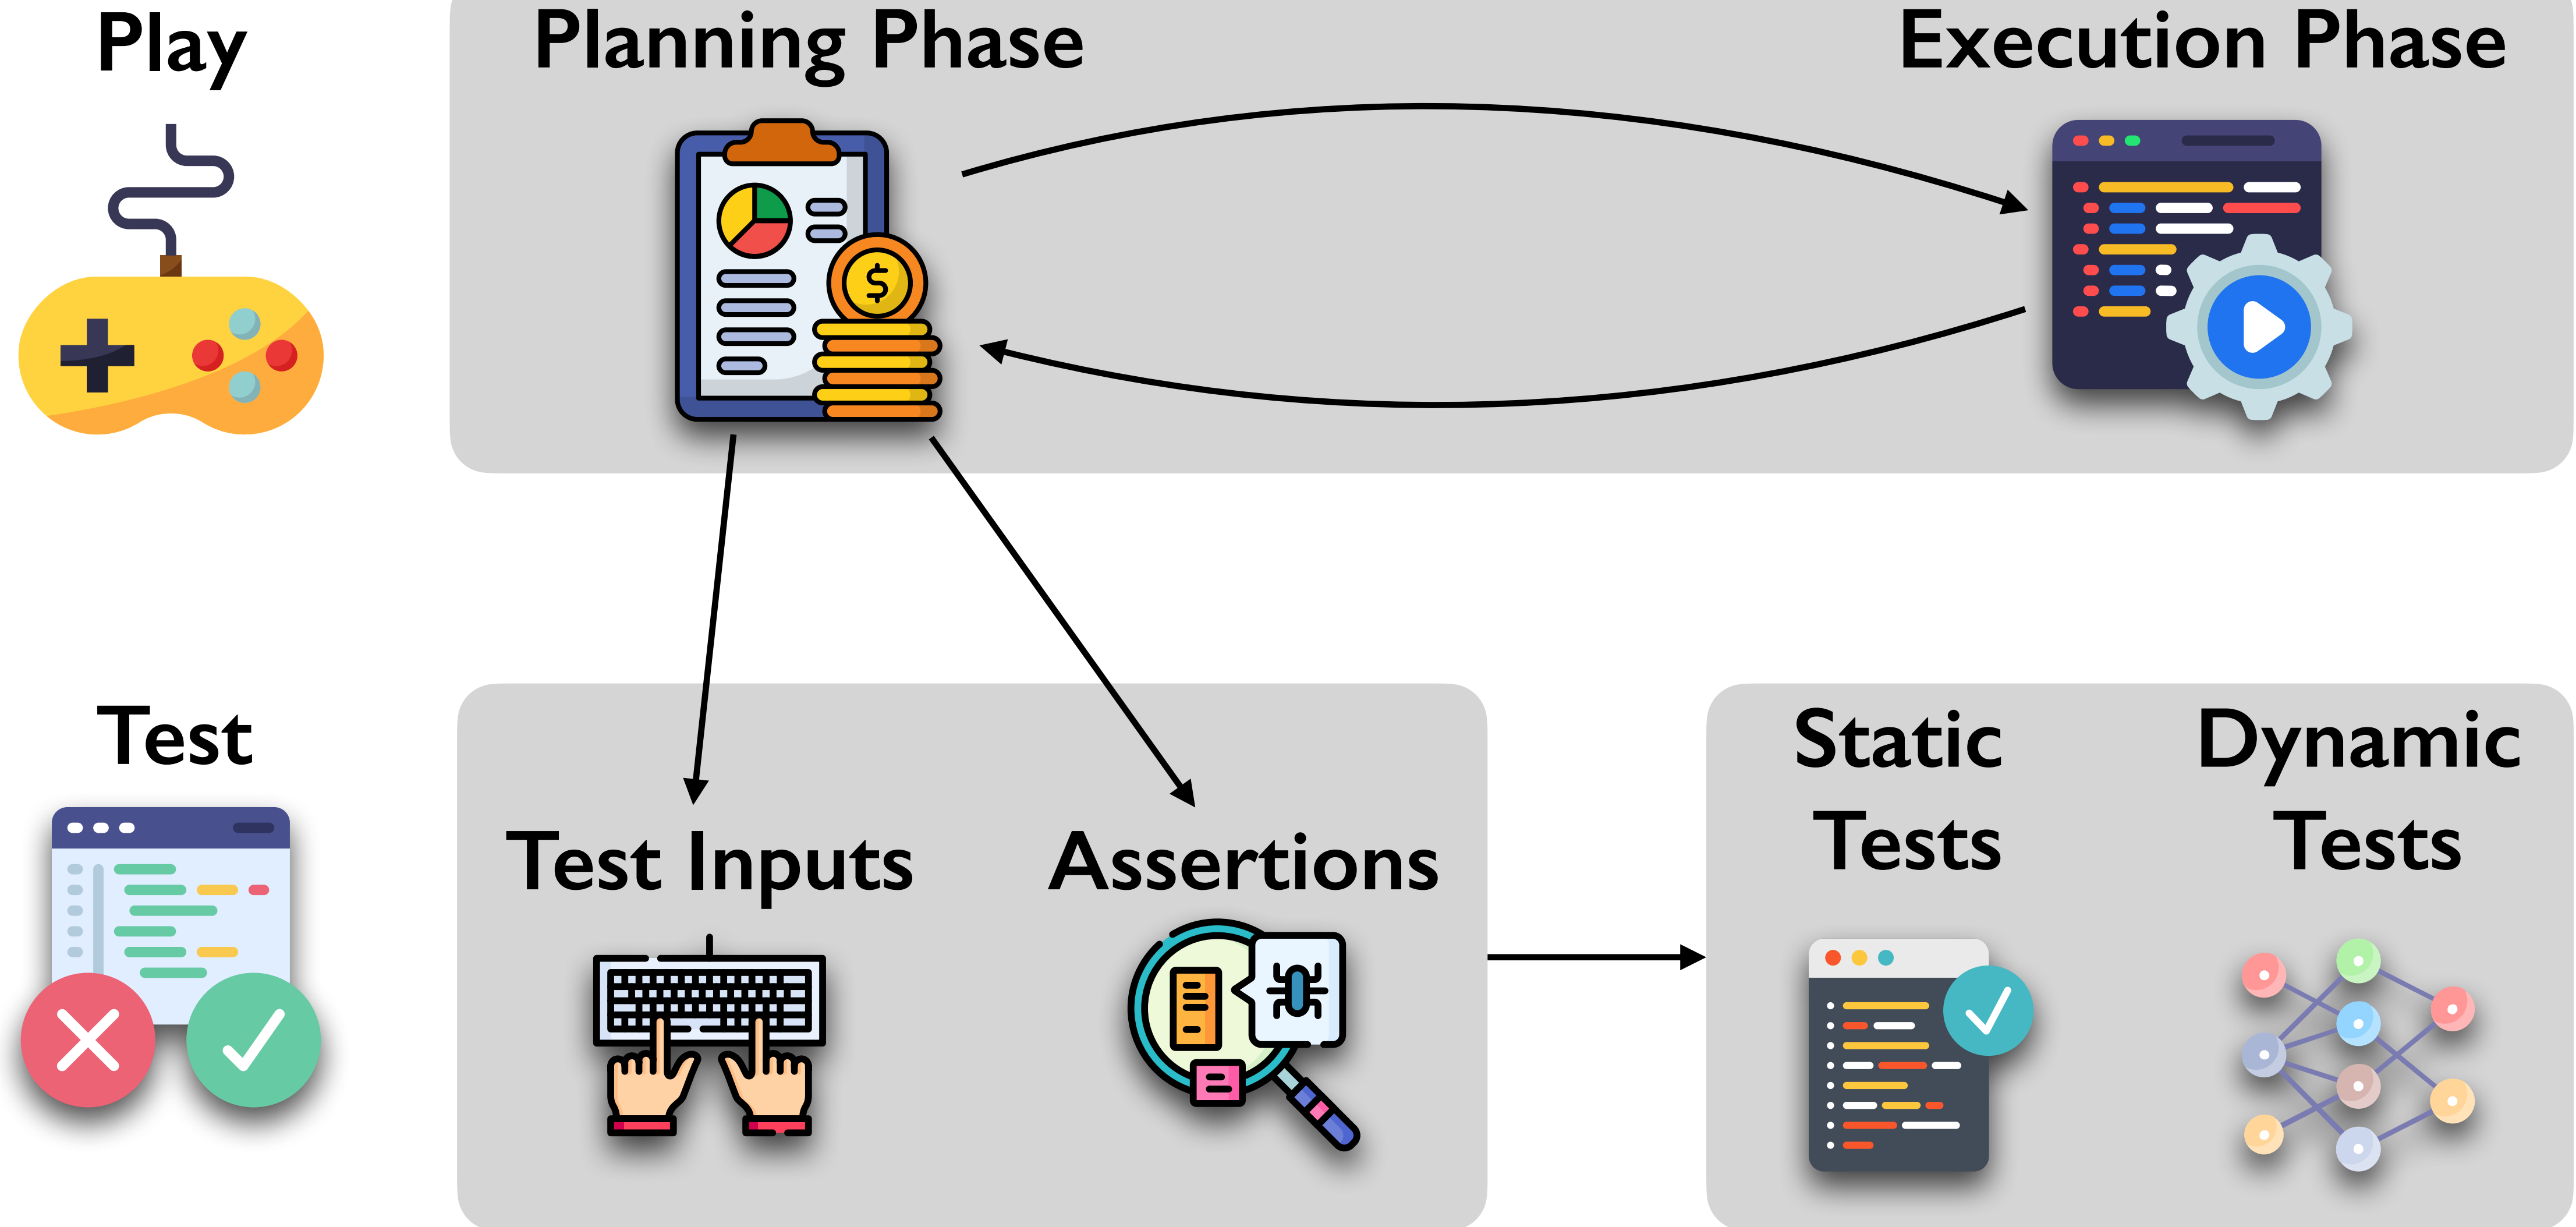 Play
Planning Phase
Execution Phase
$
Test
Test Inputs
Assertions
Static
Tests
Dynamic
Tests